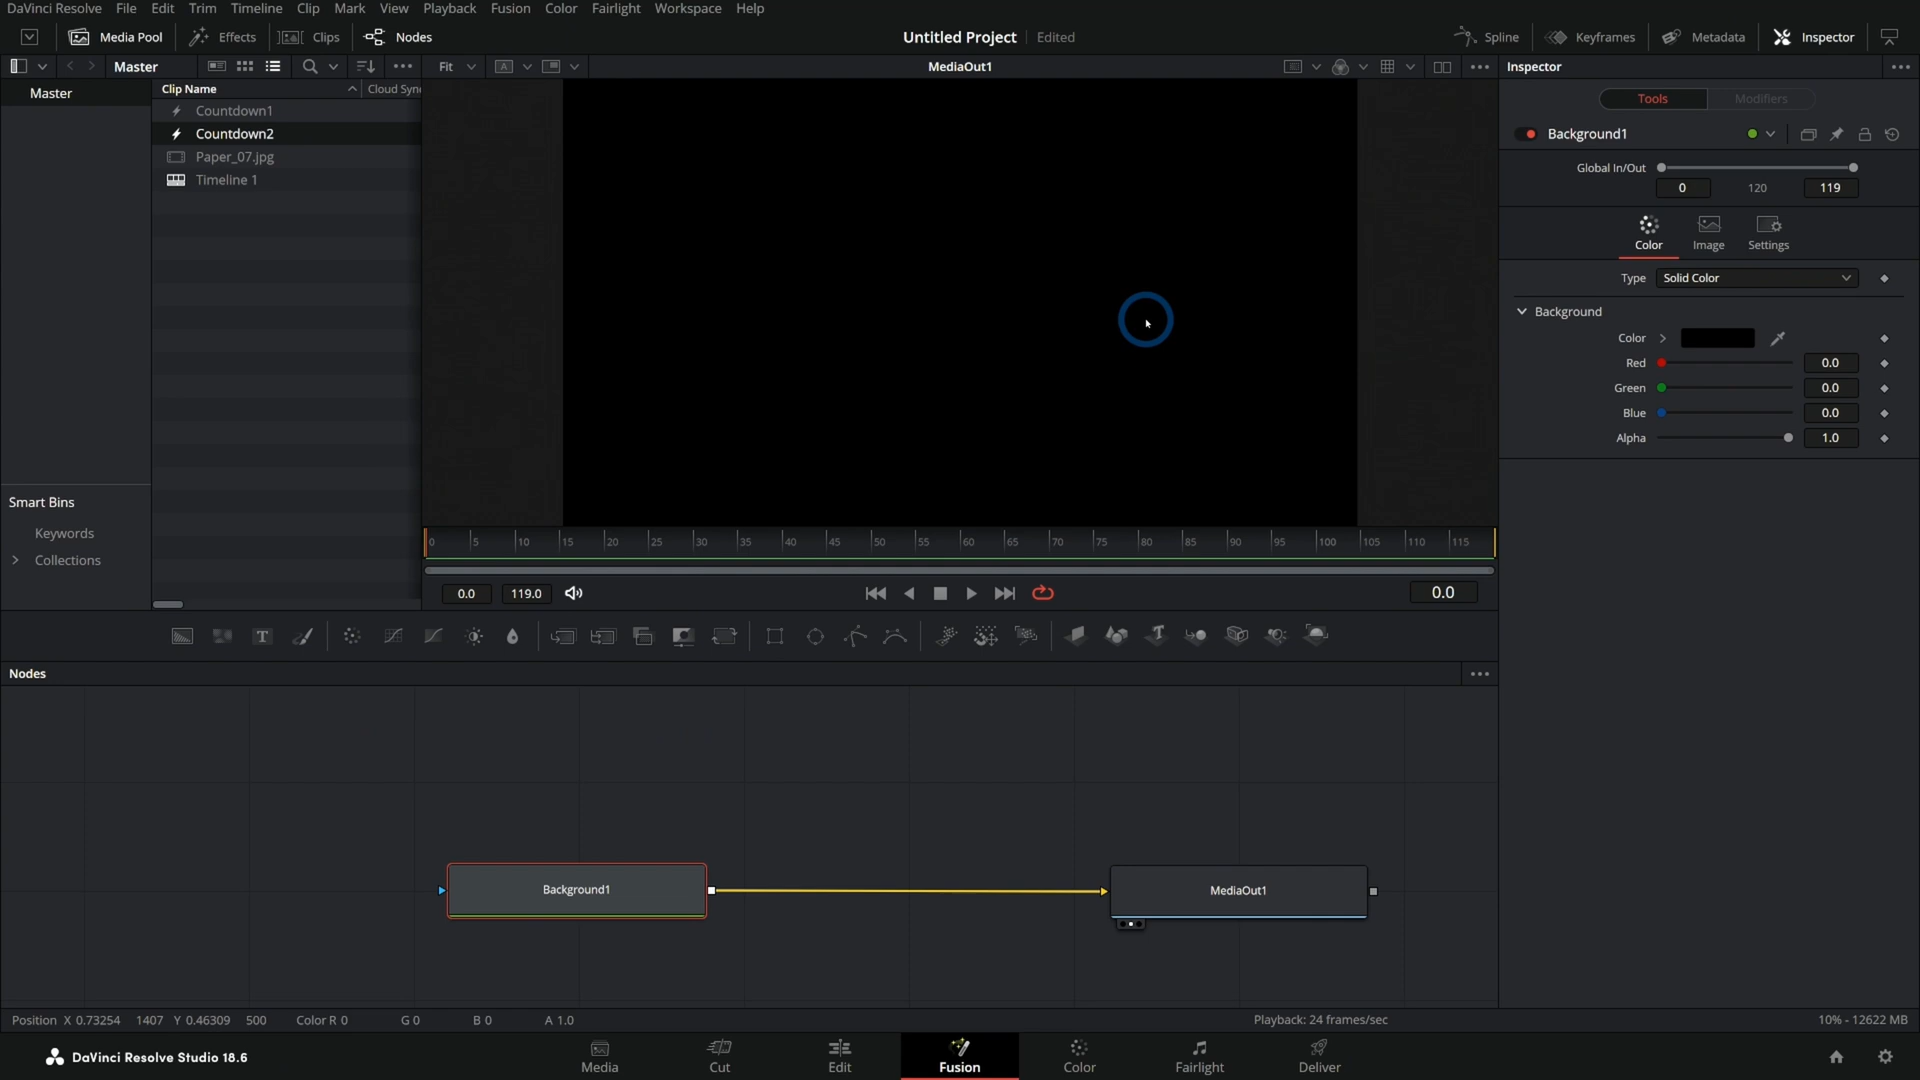 DaVinci Resolve File Edit Trim Timeline Clip Mark View Playback Fusion Color Fairlight Workspace Help
Media Pool Effects Clips Nodes Untitled Project Edited Spline Keyframes Metadata Inspector
Master Fit A MediaOut1 Inspector
Master Clip Name Cloud Sync
Countdown1
Countdown2
Paper_07.jpg
Timeline 1
Smart Bins
Keywords
Collections
Tools Modifiers
Background1
Global In/Out
0 120 119
Color Image Settings
Type Solid Color
Background
Color
Red 0.0
Green 0.0
Blue 0.0
Alpha 1.0
0 5 10 15 20 25 30 35 40 45 50 55 60 65 70 75 80 85 90 95 100 105 110 115
0.0 119.0 0.0
T T
Nodes
Background1 MediaOut1
Position X 0.73254 1407 Y 0.46309 500 Color R 0 G 0 B 0 A 1.0 Playback: 24 frames/sec 10% - 12622 MB
DaVinci Resolve Studio 18.6 Media Cut Edit Fusion Color Fairlight Deliver